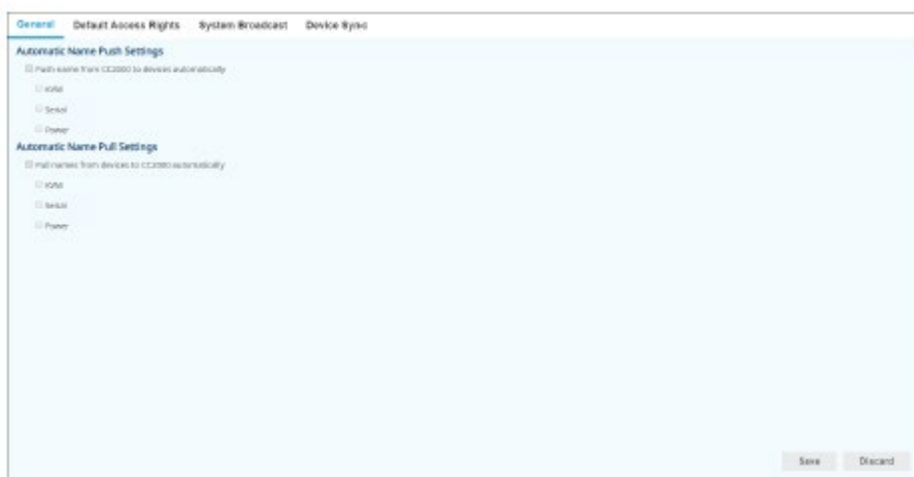 General Default Access Rights System Broadcast Device Sync
Automatic Name Push Settings
Push name from CC2000 to devices automatically
KVM
Serial
Power
Automatic Name Pull Settings
Pull names from devices to CC2000 automatically
KVM
Serial
Power
Save Discard